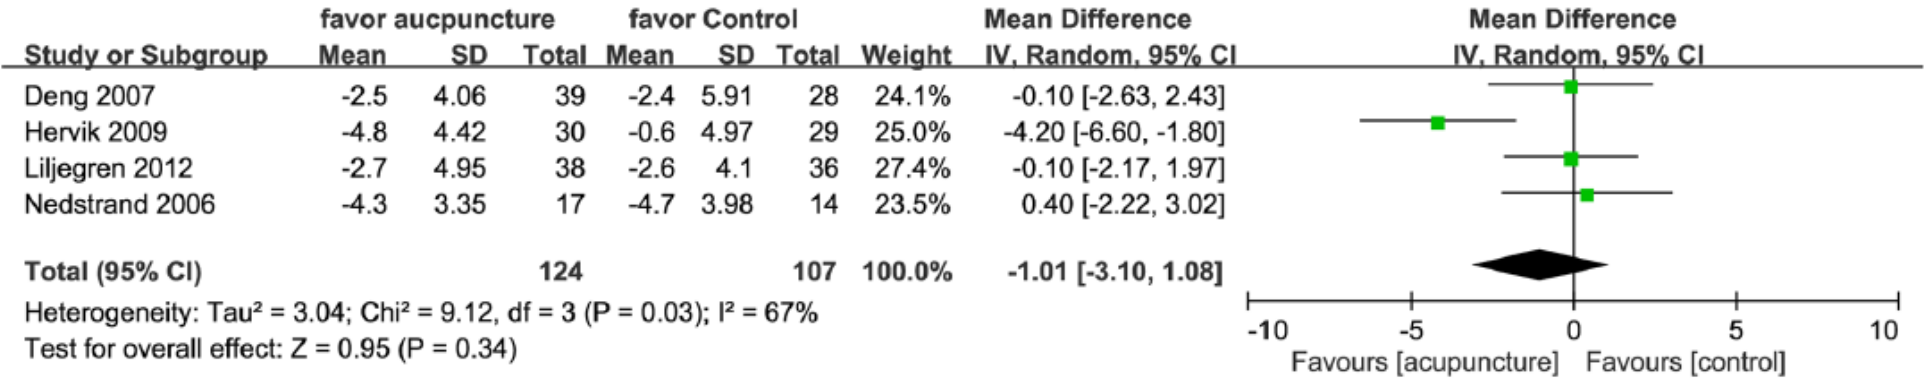 favor aucpuncture favor Control Mean Difference Mean Difference
Study or Subgroup Mean SD Total Mean SD Total Weight IV, Random, 95% CI IV, Random, 95% CI
Deng 2007 -2.5 4.06 39 -2.4 5.91 28 24.1% -0.10 [-2.63, 2.43]
Hervik 2009 -4.8 4.42 30 -0.6 4.97 29 25.0% -4.20 [-6.60, -1.80]
Liljegren 2012 -2.7 4.95 38 -2.6 4.1 36 27.4% -0.10 [-2.17, 1.97]
Nedstrand 2006 -4.3 3.35 17 -4.7 3.98 14 23.5% 0.40 [-2.22, 3.02]
Total (95% CI) 124 107 100.0% -1.01 [-3.10, 1.08]
Heterogeneity: Tau² = 3.04; Chi² = 9.12, df = 3 (P = 0.03); I² = 67%
Test for overall effect: Z = 0.95 (P = 0.34)
-10 -5 0 5 10
Favours [acupuncture] Favours [control]